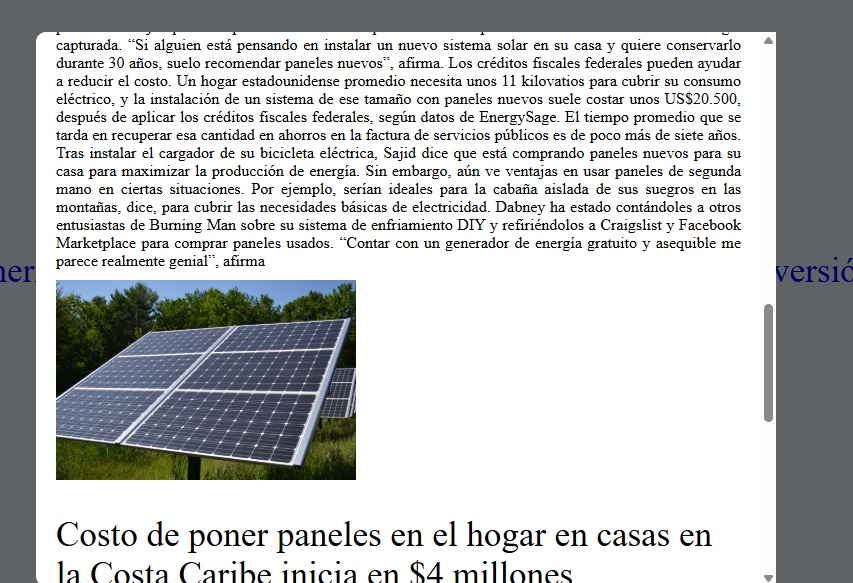 capturada. “Si alguien está pensando en instalar un nuevo sistema solar en su casa y quiere conservarlo
durante 30 años, suelo recomendar paneles nuevos”, afirma. Los créditos fiscales federales pueden ayudar
a reducir el costo. Un hogar estadounidense promedio necesita unos 11 kilovatios para cubrir su consumo
eléctrico, y la instalación de un sistema de ese tamaño con paneles nuevos suele costar unos US$20.500,
después de aplicar los créditos fiscales federales, según datos de EnergySage. El tiempo promedio que se
tarda en recuperar esa cantidad en ahorros en la factura de servicios públicos es de poco más de siete años.
Tras instalar el cargador de su bicicleta eléctrica, Sajid dice que está comprando paneles nuevos para su
casa para maximizar la producción de energía. Sin embargo, aún ve ventajas en usar paneles de segunda
mano en ciertas situaciones. Por ejemplo, serían ideales para la cabaña aislada de sus suegros en las
montañas, dice, para cubrir las necesidades básicas de electricidad. Dabney ha estado contándoles a otros
entusiastas de Burning Man sobre su sistema de enfriamiento DIY y refiriéndolos a Craigslist y Facebook
Marketplace para comprar paneles usados. “Contar con un generador de energía gratuito y asequible me
parece realmente genial”, afirma
Costo de poner paneles en el hogar en casas en
la Costa Caribe inicia en $4 millones